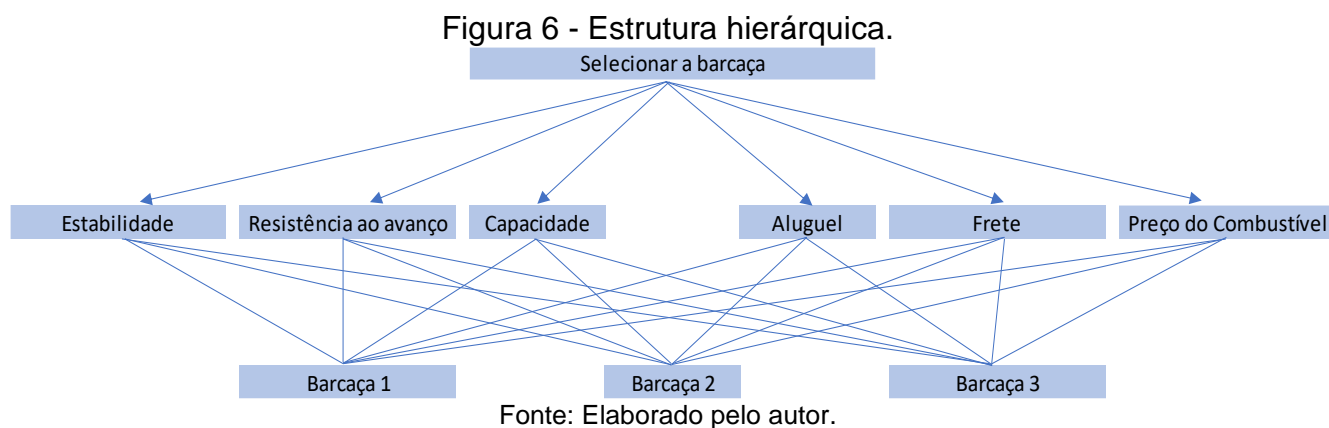 Figura 6 - Estrutura hierárquica.
Selecionar a barcaça
Estabilidade
Resistência ao avanço
Capacidade
Aluguel
Frete
Preço do Combustível
Barcaça 1
Barcaça 2
Barcaça 3
Fonte: Elaborado pelo autor.